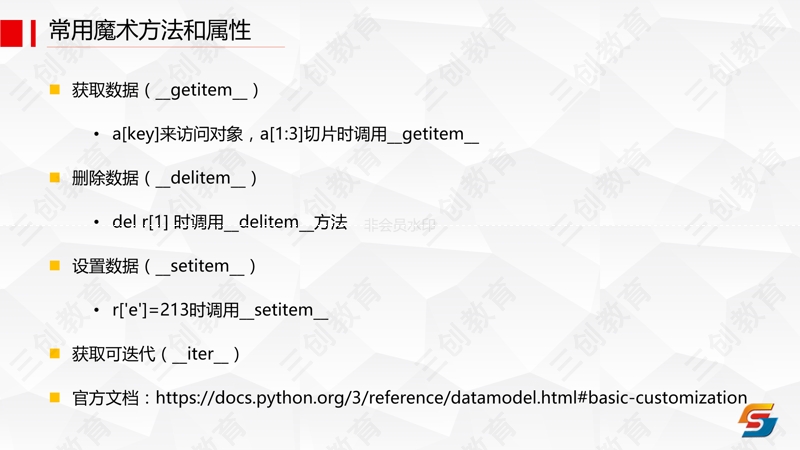 常用魔术方法和属性
获取数据（__getitem__）
a[key]来访问对象，a[1:3]切片时调用__getitem__
删除数据（__delitem__）
del r[1] 时调用__delitem__方法
非会员水印
设置数据（__setitem__）
r['e']=213时调用__setitem__
获取可迭代（__iter__）
官方文档：https://docs.python.org/3/reference/datamodel.html#basic-customization
三创教育